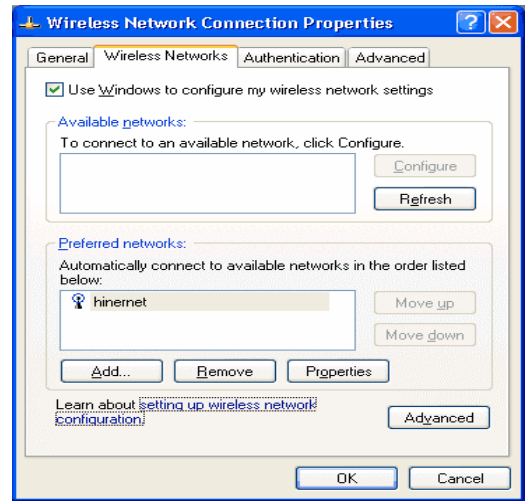 Wireless Network Connection Properties
General Wireless Networks Authentication Advanced
Use Windows to configure my wireless network settings
Available networks:
To connect to an available network, click Configure.
Configure
Refresh
Preferred networks:
Automatically connect to available networks in the order listed
below:
hinernet
Move up
Move down
Add... Remove Properties
Learn about setting up wireless network
configuration.
Advanced
OK Cancel